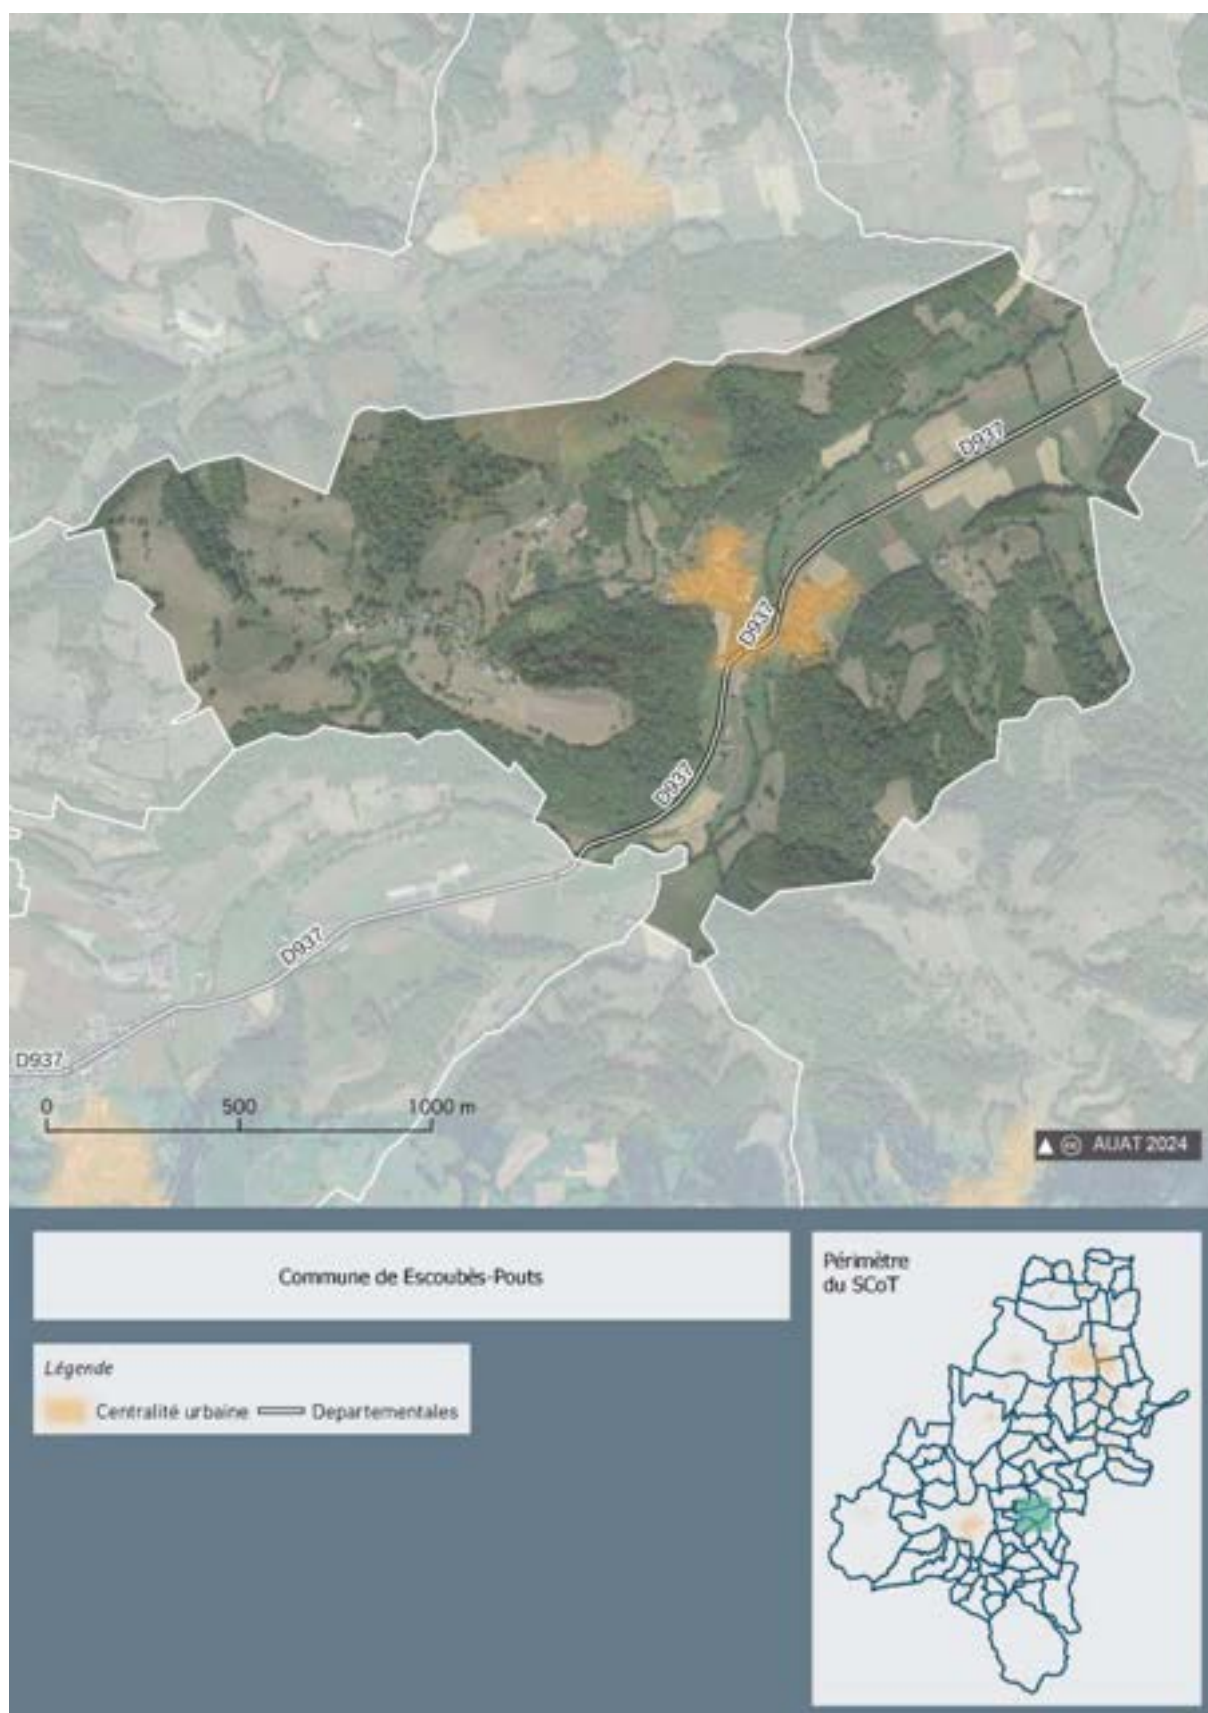 D937
D937
D937
D937
D937
0 500 1000 m
AUAT 2024
Commune de Escoubès-Pouts
Légende
Centralité urbaine
Departementales
Périmètre
du SCoT